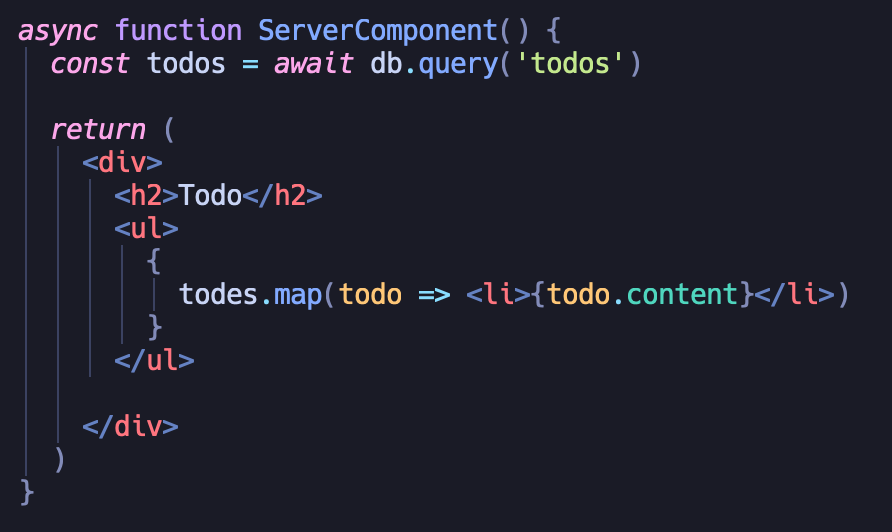 async function ServerComponent() {
  const todos = await db.query('todos')

  return (
    <div>
      <h2>Todo</h2>
      <ul>
        {
          todes.map(todo => <li>{todo.content}</li>)
        }
      </ul>

    </div>
  )
}